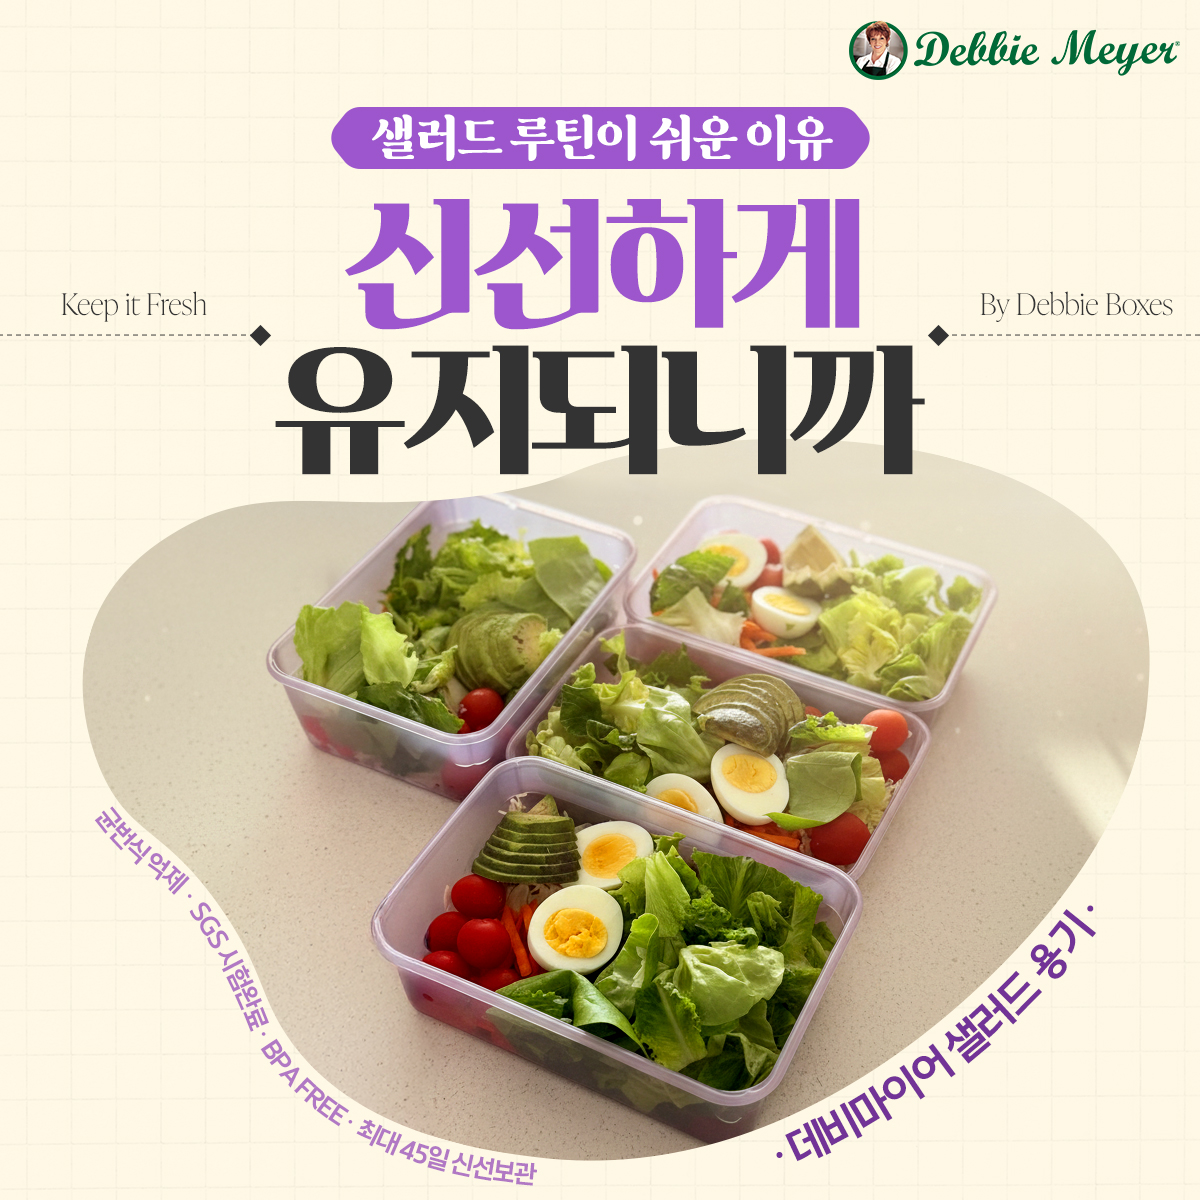 Debbie Meyer®
샐러드 루틴이 쉬운 이유
신선하게
유지되니까
Keep it Fresh
By Debbie Boxes
균번식 억제 · SGS 시험완료 · BPA FREE · 최대 45일 신선보관
· 데비마이어 샐러드 용기 ·